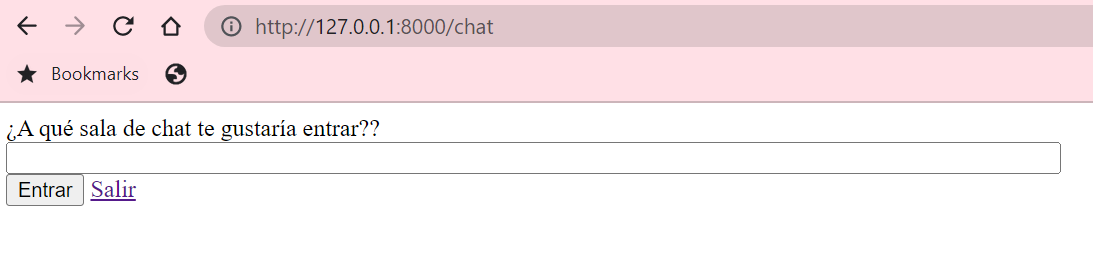 http://127.0.0.1:8000/chat
Bookmarks
¿A qué sala de chat te gustaría entrar??
Entrar Salir